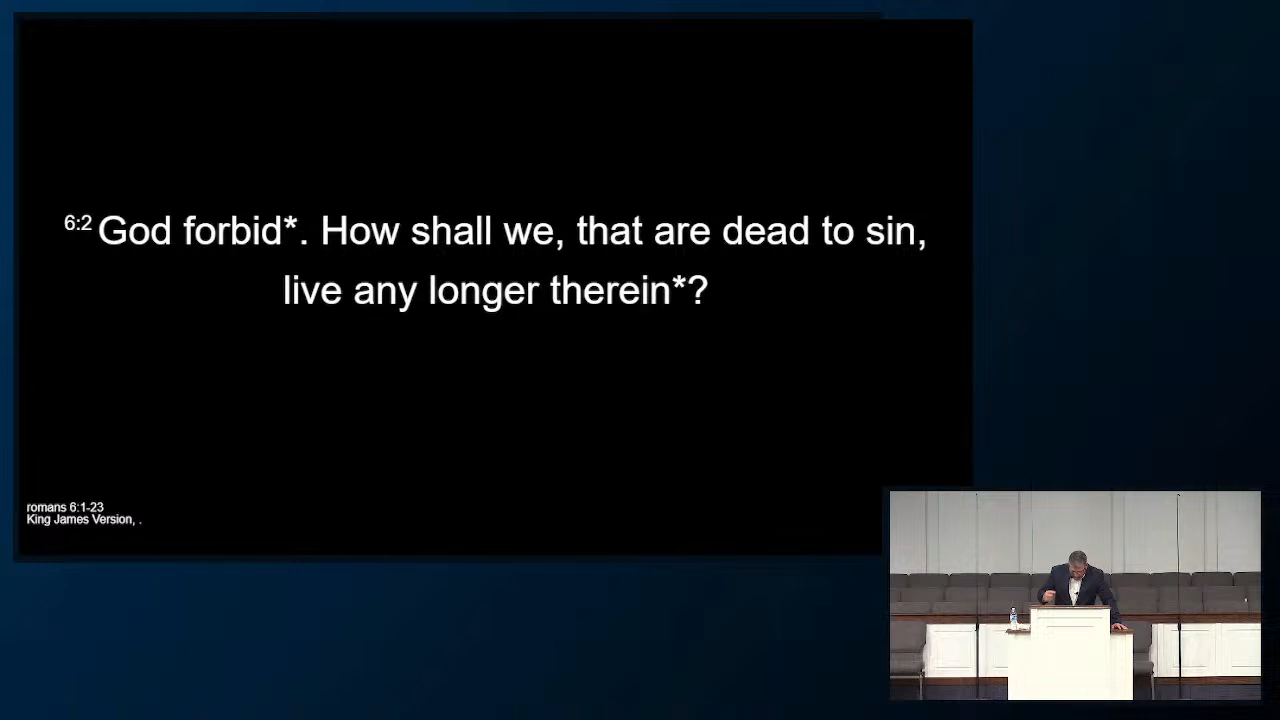 6:2 God forbid*. How shall we, that are dead to sin,
live any longer therein*?
romans 6:1-23
King James Version, .